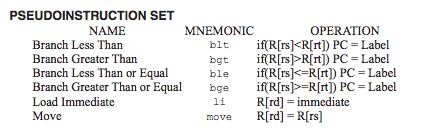 PSEUDOINSTRUCTION SET
NAME MNEMONIC OPERATION
Branch Less Than blt if(R[rs]<R[rt]) PC = Label
Branch Greater Than bgt if(R[rs]>R[rt]) PC = Label
Branch Less Than or Equal ble if(R[rs]<=R[rt]) PC = Label
Branch Greater Than or Equal bge if(R[rs]>=R[rt]) PC = Label
Load Immediate li R[rd] = immediate
Move move R[rd] = R[rs]